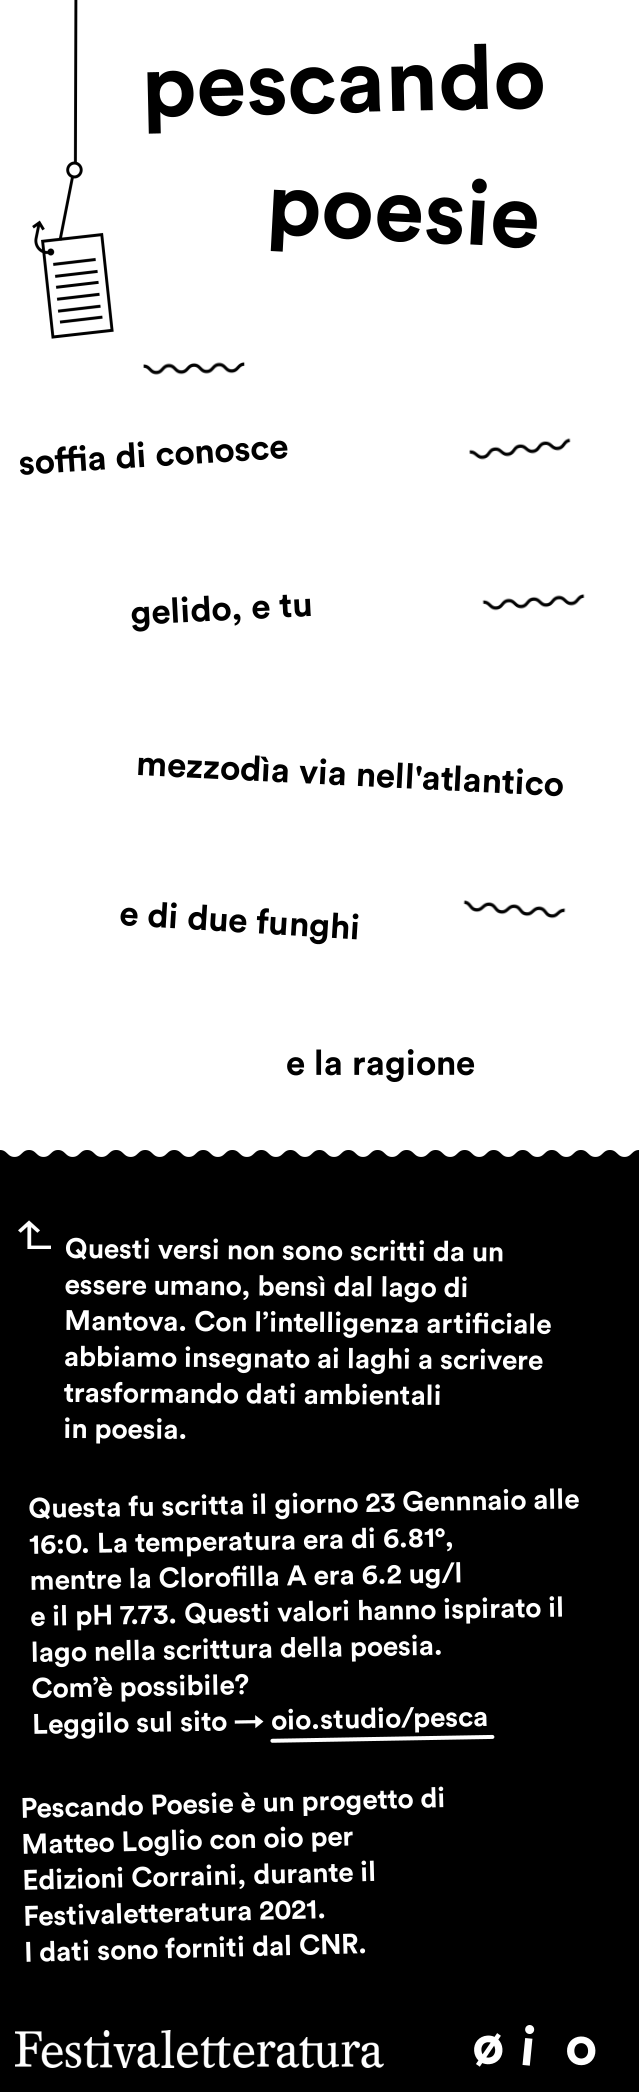 pescando
poesie
soffia di conosce
gelido, e tu
mezzodìa via nell'atlantico
e di due funghi
e la ragione
Questi versi non sono scritti da un
essere umano, bensì dal lago di
Mantova. Con l’intelligenza artificiale
abbiamo insegnato ai laghi a scrivere
trasformando dati ambientali
in poesia.
Questa fu scritta il giorno 23 Gennnaio alle
16:0. La temperatura era di 6.81°,
mentre la Clorofilla A era 6.2 ug/l
e il pH 7.73. Questi valori hanno ispirato il
lago nella scrittura della poesia.
Com’è possibile?
Leggilo sul sito → oio.studio/pesca
Pescando Poesie è un progetto di
Matteo Loglio con oio per
Edizioni Corraini, durante il
Festivaletteratura 2021.
I dati sono forniti dal CNR.
Festivaletteratura øio